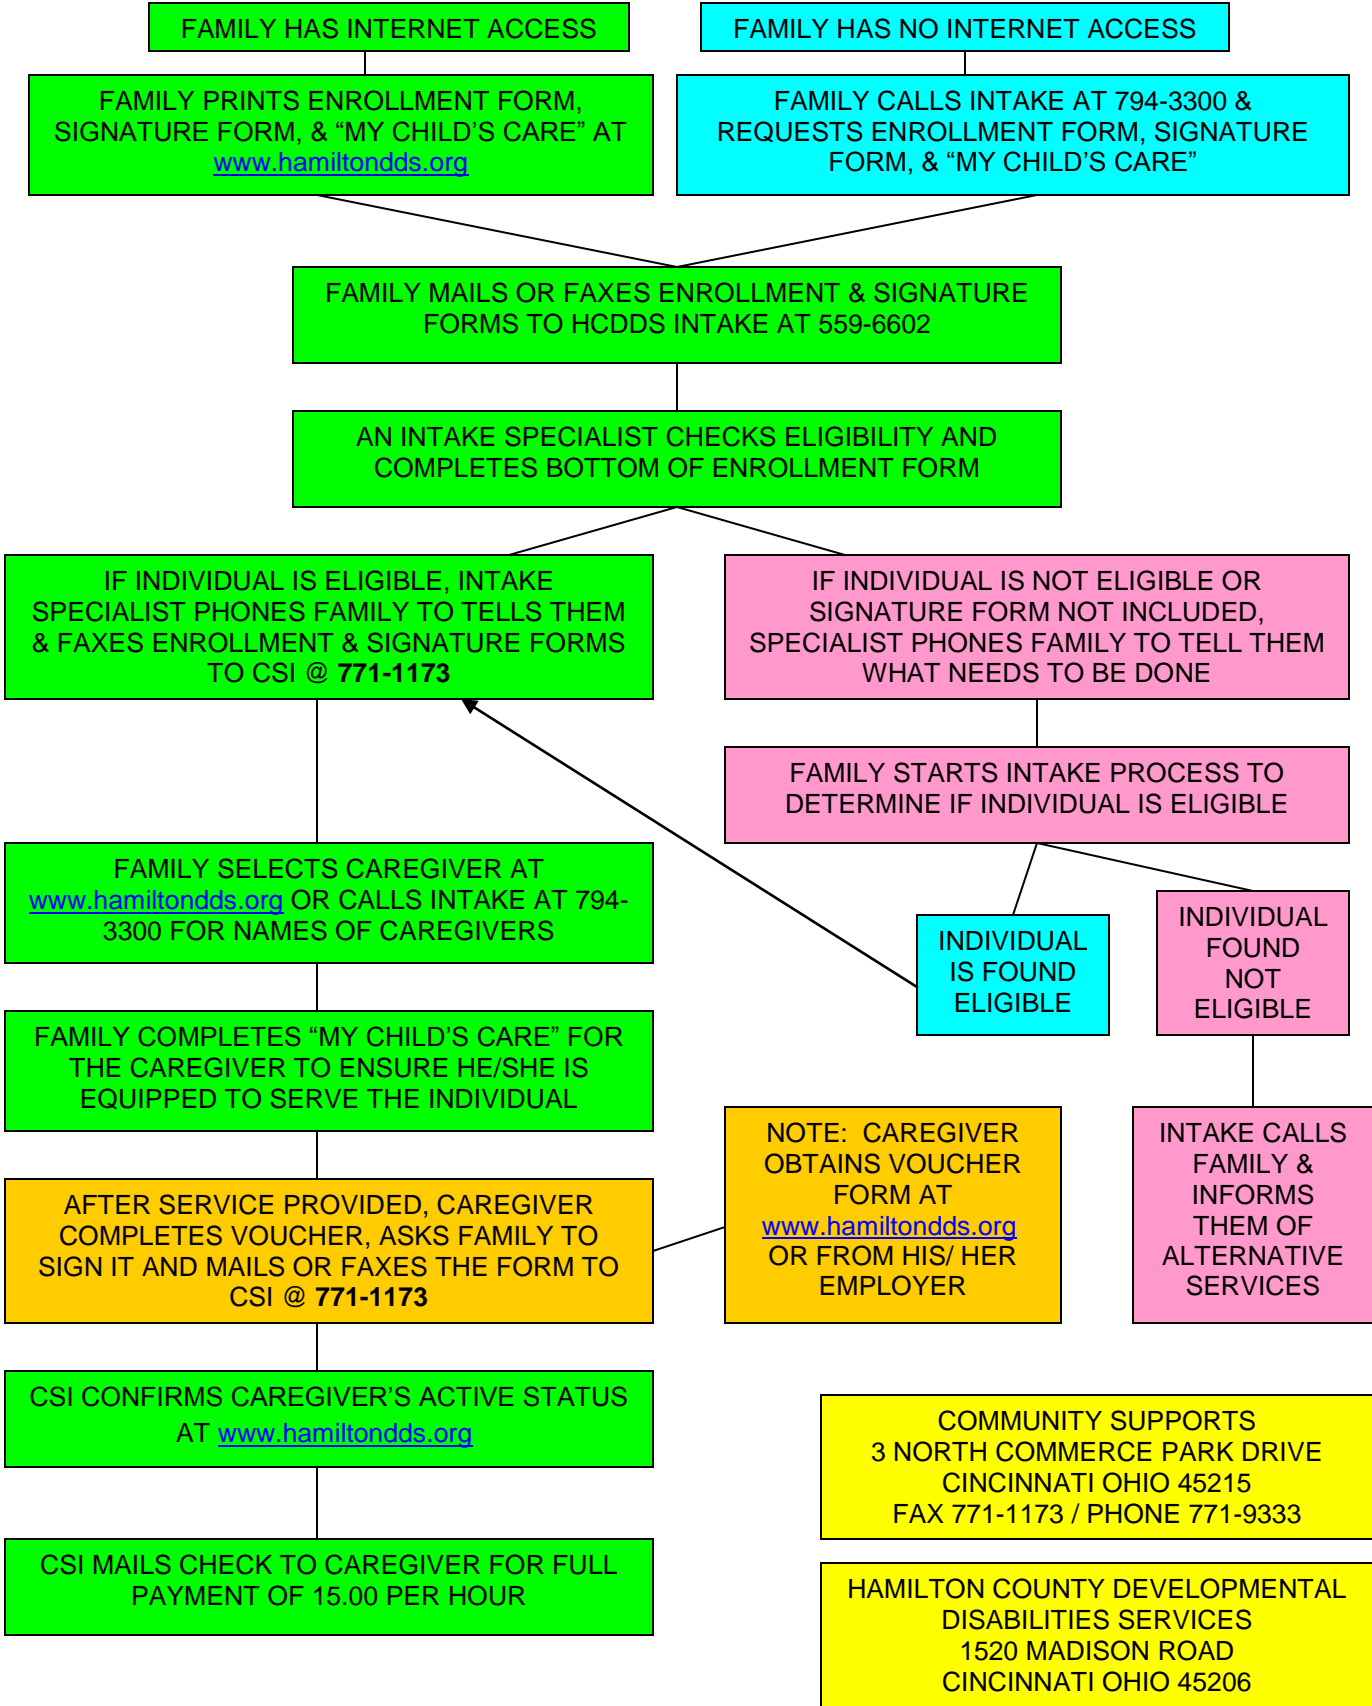 FAMILY HAS INTERNET ACCESS
FAMILY HAS NO INTERNET ACCESS
FAMILY PRINTS ENROLLMENT FORM,
SIGNATURE FORM, & “MY CHILD’S CARE” AT
www.hamiltondds.org
FAMILY CALLS INTAKE AT 794-3300 &
REQUESTS ENROLLMENT FORM, SIGNATURE
FORM, & “MY CHILD’S CARE”
FAMILY MAILS OR FAXES ENROLLMENT & SIGNATURE
FORMS TO HCDDS INTAKE AT 559-6602
AN INTAKE SPECIALIST CHECKS ELIGIBILITY AND
COMPLETES BOTTOM OF ENROLLMENT FORM
IF INDIVIDUAL IS ELIGIBLE, INTAKE
SPECIALIST PHONES FAMILY TO TELLS THEM
& FAXES ENROLLMENT & SIGNATURE FORMS
TO CSI @ 771-1173
IF INDIVIDUAL IS NOT ELIGIBLE OR
SIGNATURE FORM NOT INCLUDED,
SPECIALIST PHONES FAMILY TO TELL THEM
WHAT NEEDS TO BE DONE
FAMILY STARTS INTAKE PROCESS TO
DETERMINE IF INDIVIDUAL IS ELIGIBLE
FAMILY SELECTS CAREGIVER AT
www.hamiltondds.org OR CALLS INTAKE AT 794-
3300 FOR NAMES OF CAREGIVERS
INDIVIDUAL
IS FOUND
ELIGIBLE
INDIVIDUAL
FOUND
NOT
ELIGIBLE
FAMILY COMPLETES “MY CHILD’S CARE” FOR
THE CAREGIVER TO ENSURE HE/SHE IS
EQUIPPED TO SERVE THE INDIVIDUAL
NOTE: CAREGIVER
OBTAINS VOUCHER
FORM AT
www.hamiltondds.org
OR FROM HIS/ HER
EMPLOYER
INTAKE CALLS
FAMILY &
INFORMS
THEM OF
ALTERNATIVE
SERVICES
AFTER SERVICE PROVIDED, CAREGIVER
COMPLETES VOUCHER, ASKS FAMILY TO
SIGN IT AND MAILS OR FAXES THE FORM TO
CSI @ 771-1173
CSI CONFIRMS CAREGIVER’S ACTIVE STATUS
AT www.hamiltondds.org
COMMUNITY SUPPORTS
3 NORTH COMMERCE PARK DRIVE
CINCINNATI OHIO 45215
FAX 771-1173 / PHONE 771-9333
CSI MAILS CHECK TO CAREGIVER FOR FULL
PAYMENT OF 15.00 PER HOUR
HAMILTON COUNTY DEVELOPMENTAL
DISABILITIES SERVICES
1520 MADISON ROAD
CINCINNATI OHIO 45206